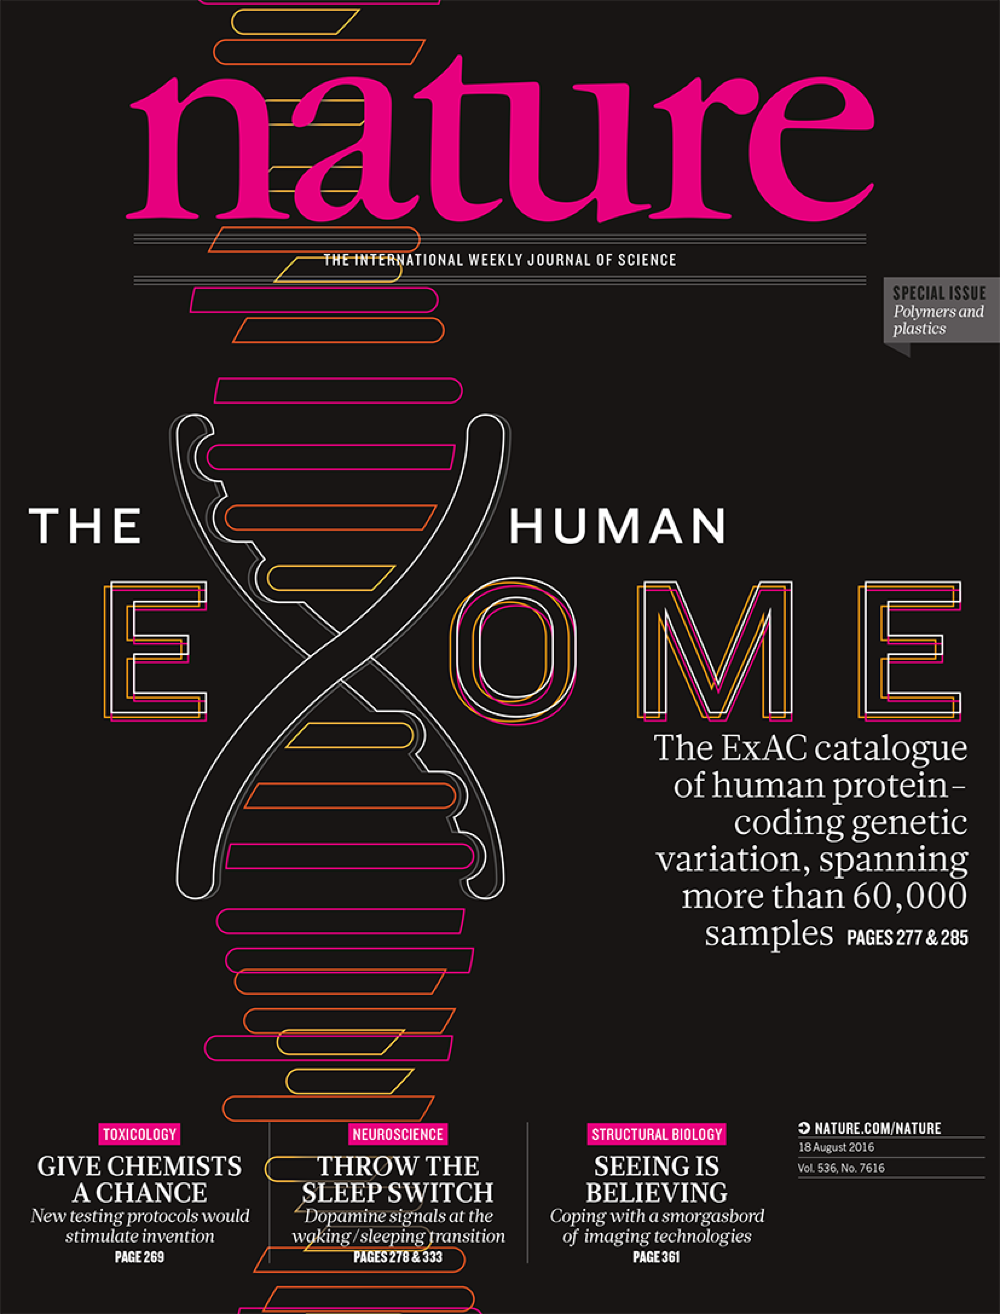 nature
THE INTERNATIONAL WEEKLY JOURNAL OF SCIENCE
SPECIAL ISSUE
Polymers and
plastics
THE HUMAN
EXOME
The ExAC catalogue
of human protein-
coding genetic
variation, spanning
more than 60,000
samples PAGES 277 & 285
TOXICOLOGY
GIVE CHEMISTS
A CHANCE
New testing protocols would
stimulate invention
PAGE 269
NEUROSCIENCE
THROW THE
SLEEP SWITCH
Dopamine signals at the
waking/sleeping transition
PAGES 278 & 333
STRUCTURAL BIOLOGY
SEEING IS
BELIEVING
Coping with a smorgasbord
of imaging technologies
PAGE 361
NATURE.COM/NATURE
18 August 2016
Vol. 536, No. 7616